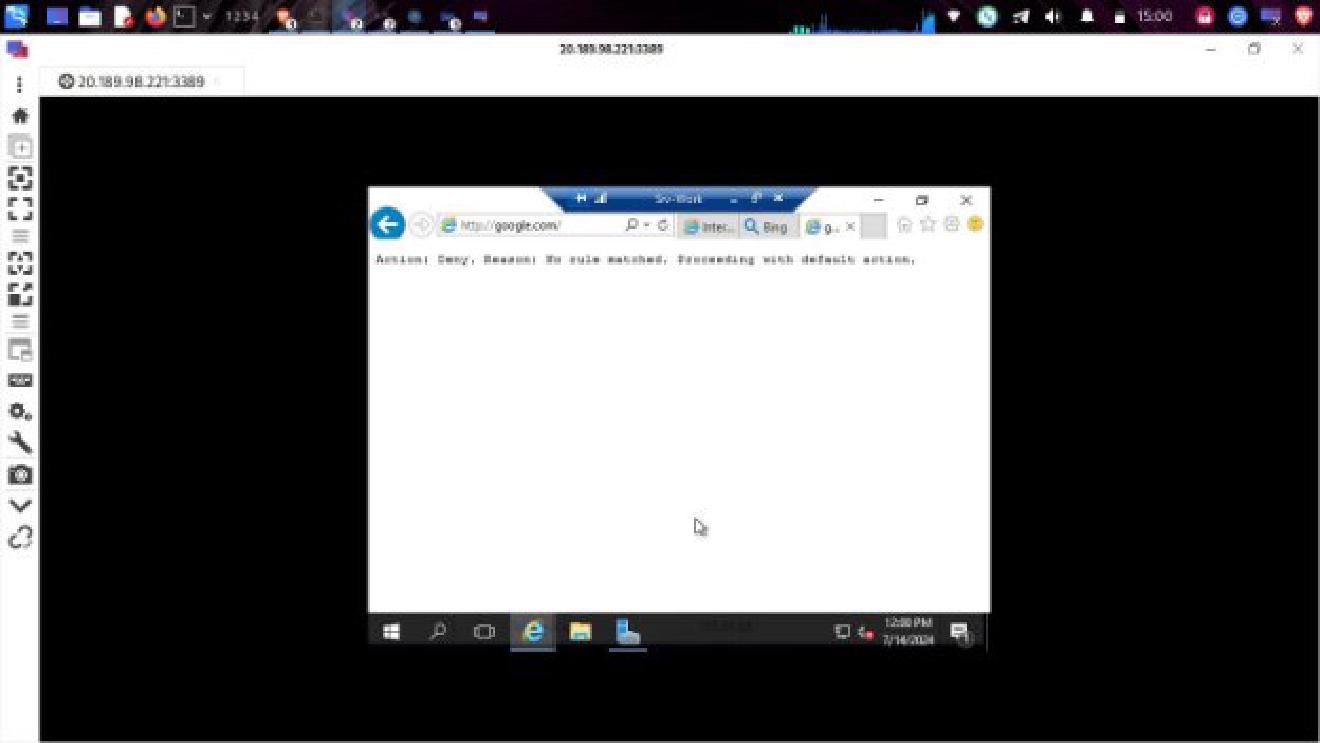 1 2 3 4
15:00
20.189.98.221:3389
20.189.98.221:3389
Srv-Work
http://google.com/
Inter...
Bing
g...
Action: Deny. Reason: No rule matched. Proceeding with default action.
12:00 PM
7/14/2024